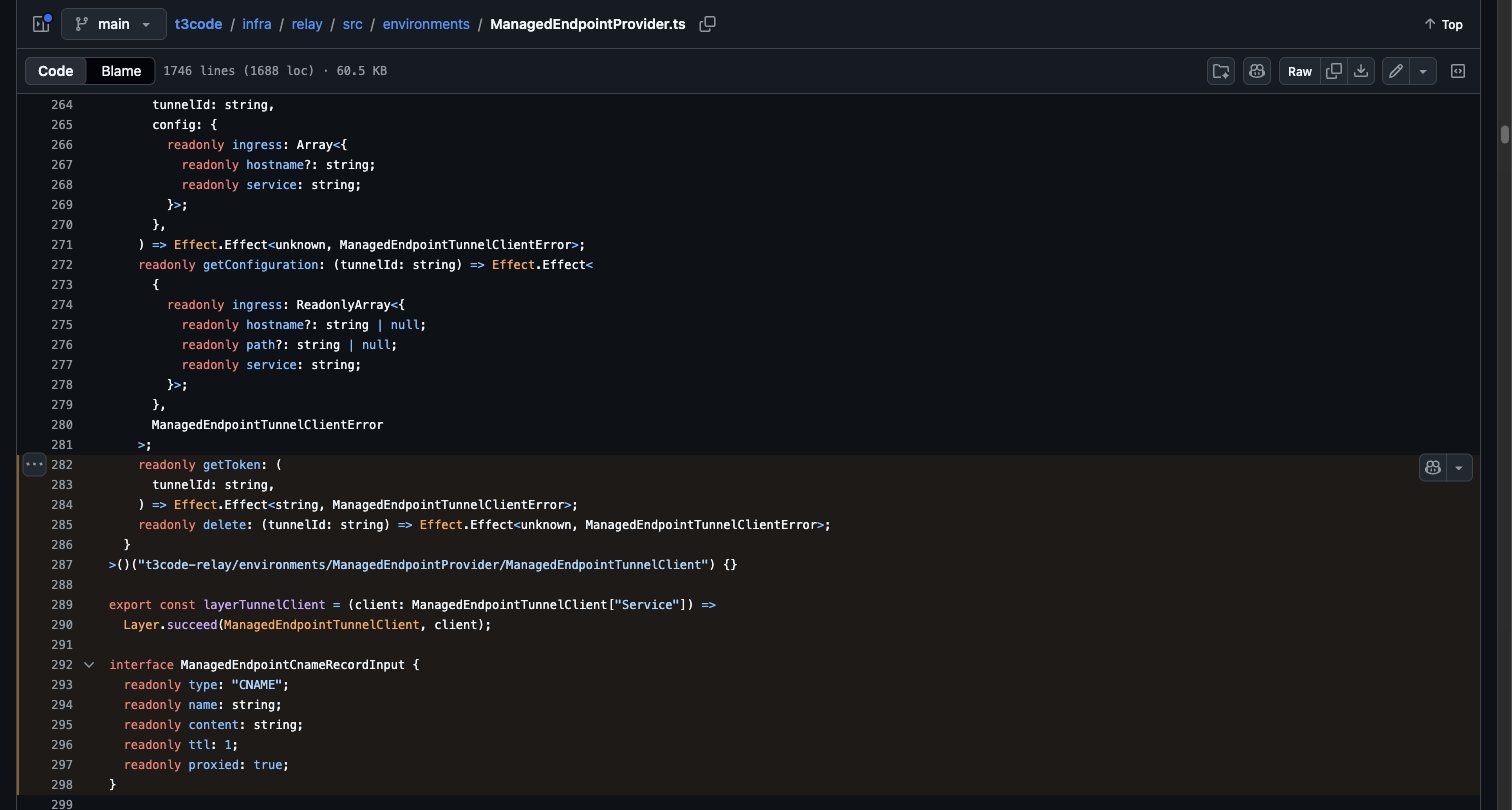 main
t3code / infra / relay / src / environments / ManagedEndpointProvider.ts
Top
Code Blame 1746 lines (1688 loc) · 60.5 KB
Raw
264 tunnelId: string,
265 config: {
266 readonly ingress: Array<{
267 readonly hostname?: string;
268 readonly service: string;
269 }>;
270 },
271 ) => Effect.Effect<unknown, ManagedEndpointTunnelClientError>;
272 readonly getConfiguration: (tunnelId: string) => Effect.Effect<
273 {
274 readonly ingress: ReadonlyArray<{
275 readonly hostname?: string | null;
276 readonly path?: string | null;
277 readonly service: string;
278 }>;
279 },
280 ManagedEndpointTunnelClientError
281 >;
282 readonly getToken: (
283 tunnelId: string,
284 ) => Effect.Effect<string, ManagedEndpointTunnelClientError>;
285 readonly delete: (tunnelId: string) => Effect.Effect<unknown, ManagedEndpointTunnelClientError>;
286 }
287 >()("t3code-relay/environments/ManagedEndpointProvider/ManagedEndpointTunnelClient") {}
288
289 export const layerTunnelClient = (client: ManagedEndpointTunnelClient["Service"]) =>
290 Layer.succeed(ManagedEndpointTunnelClient, client);
291
292 interface ManagedEndpointCnameRecordInput {
293 readonly type: "CNAME";
294 readonly name: string;
295 readonly content: string;
296 readonly ttl: 1;
297 readonly proxied: true;
298 }
299